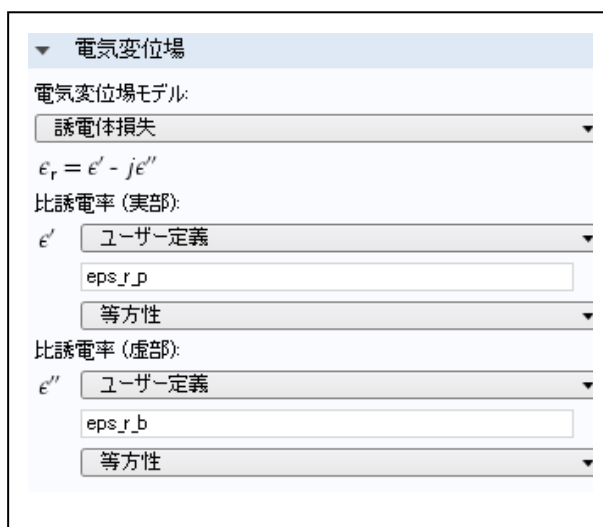 電気変位場
電気変位場モデル:
誘電体損失
ϵr = ϵ′ - jϵ″
比誘電率 (実部):
ϵ′ ユーザー定義
eps_r_p
等方性
比誘電率 (虚部):
ϵ″ ユーザー定義
eps_r_b
等方性